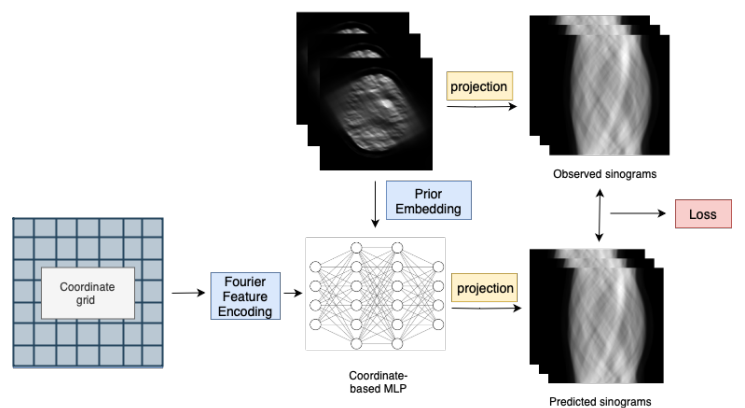 projection
Observed sinograms
Prior
Embedding
Loss
Coordinate
grid
Fourier
Feature
Encoding
projection
Coordinate-
based MLP
Predicted sinograms